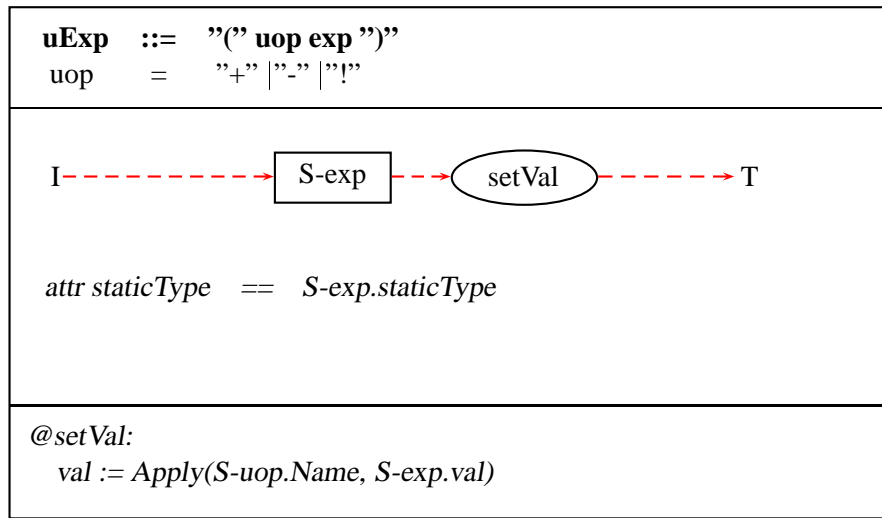 uExp ::= ”(” uop exp ”)”
uop = ”+” |”-” |”!”
I S-exp setVal T
attr staticType == S-exp.staticType
@setVal:
val := Apply(S-uop.Name, S-exp.val)